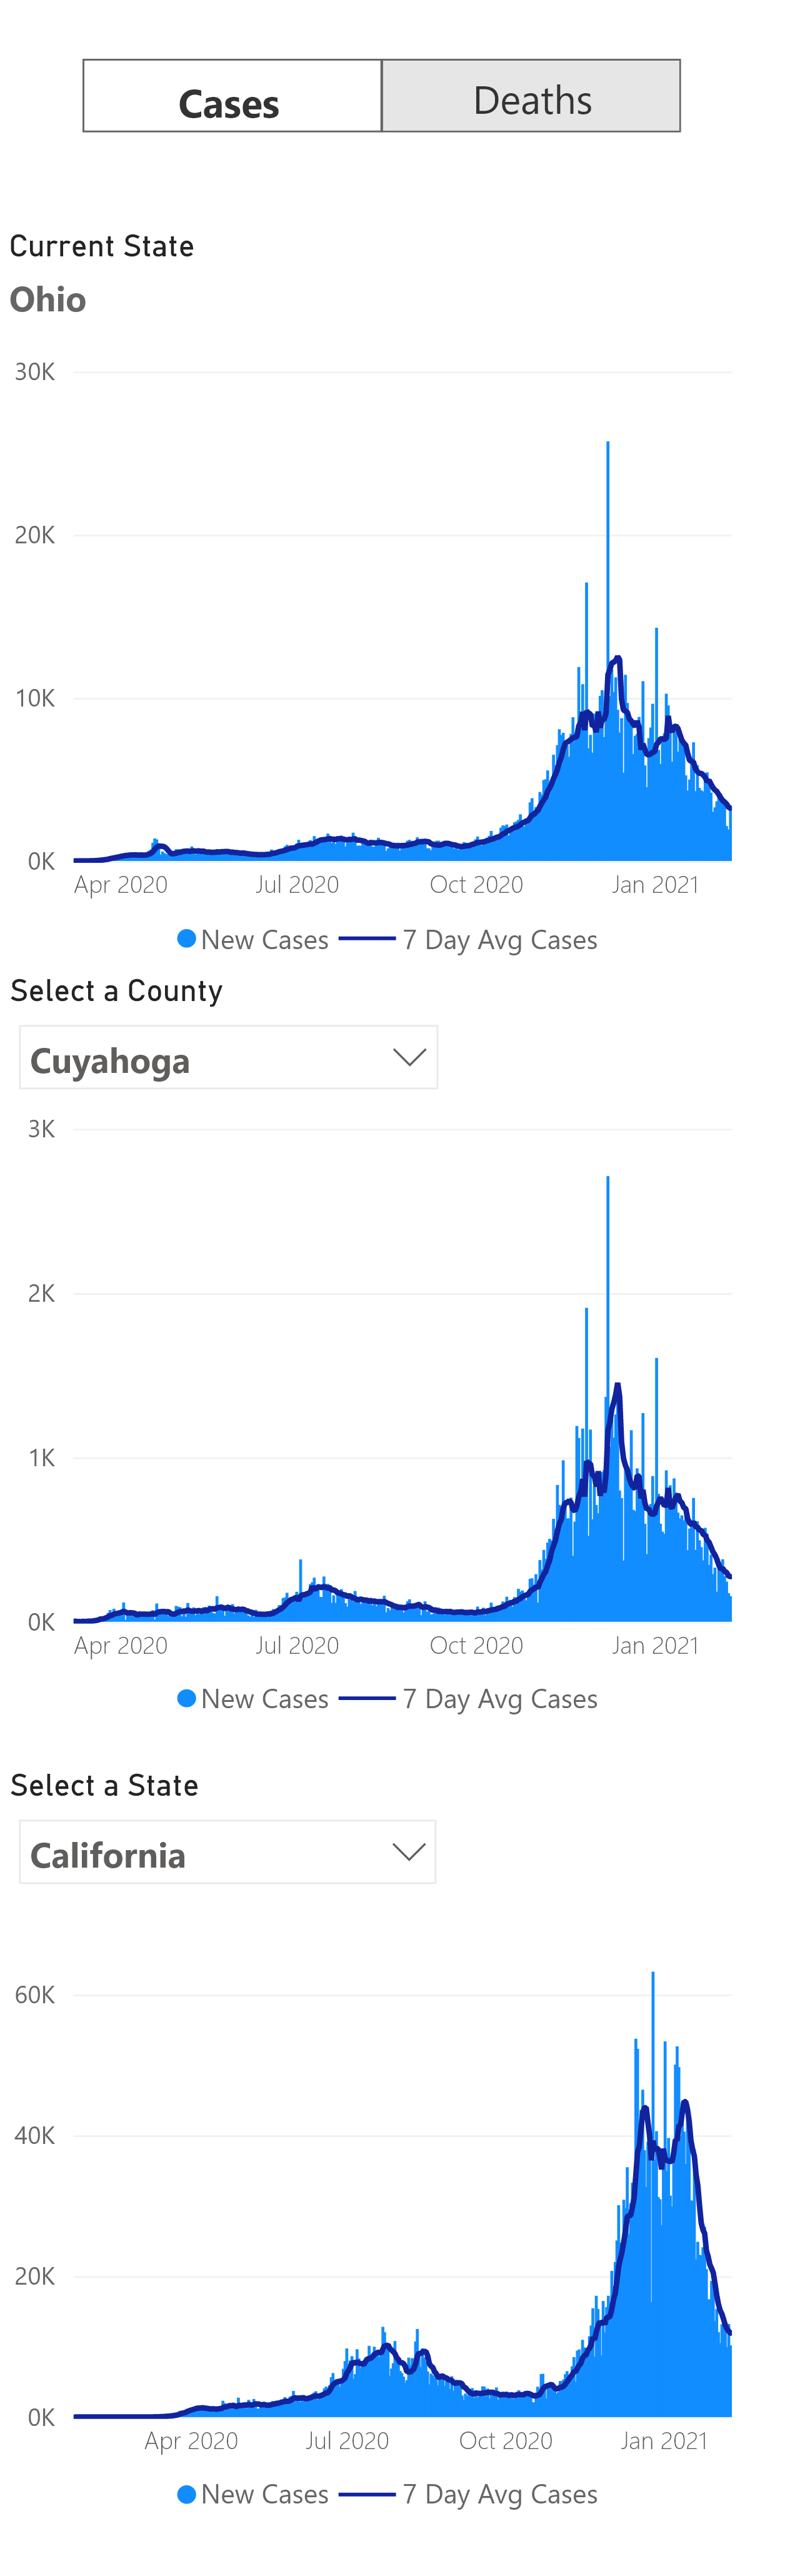 Cases Deaths
Current State
Ohio
30K
20K
10K
0K
Apr 2020 Jul 2020 Oct 2020 Jan 2021
New Cases 7 Day Avg Cases
Select a County
Cuyahoga
3K
2K
1K
0K
Apr 2020 Jul 2020 Oct 2020 Jan 2021
New Cases 7 Day Avg Cases
Select a State
California
60K
40K
20K
0K
Apr 2020 Jul 2020 Oct 2020 Jan 2021
New Cases 7 Day Avg Cases